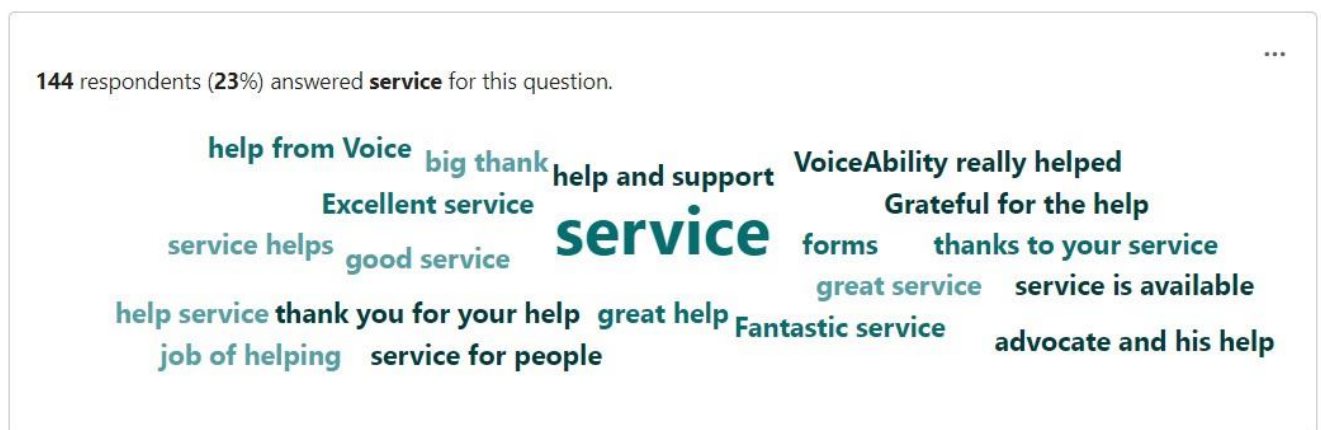 ...
144 respondents (23%) answered service for this question.
help from Voice
big thank
help and support
VoiceAbility really helped
Excellent service
Grateful for the help
service
service helps
good service
forms
thanks to your service
great service
service is available
help service
thank you for your help
great help
Fantastic service
advocate and his help
job of helping
service for people